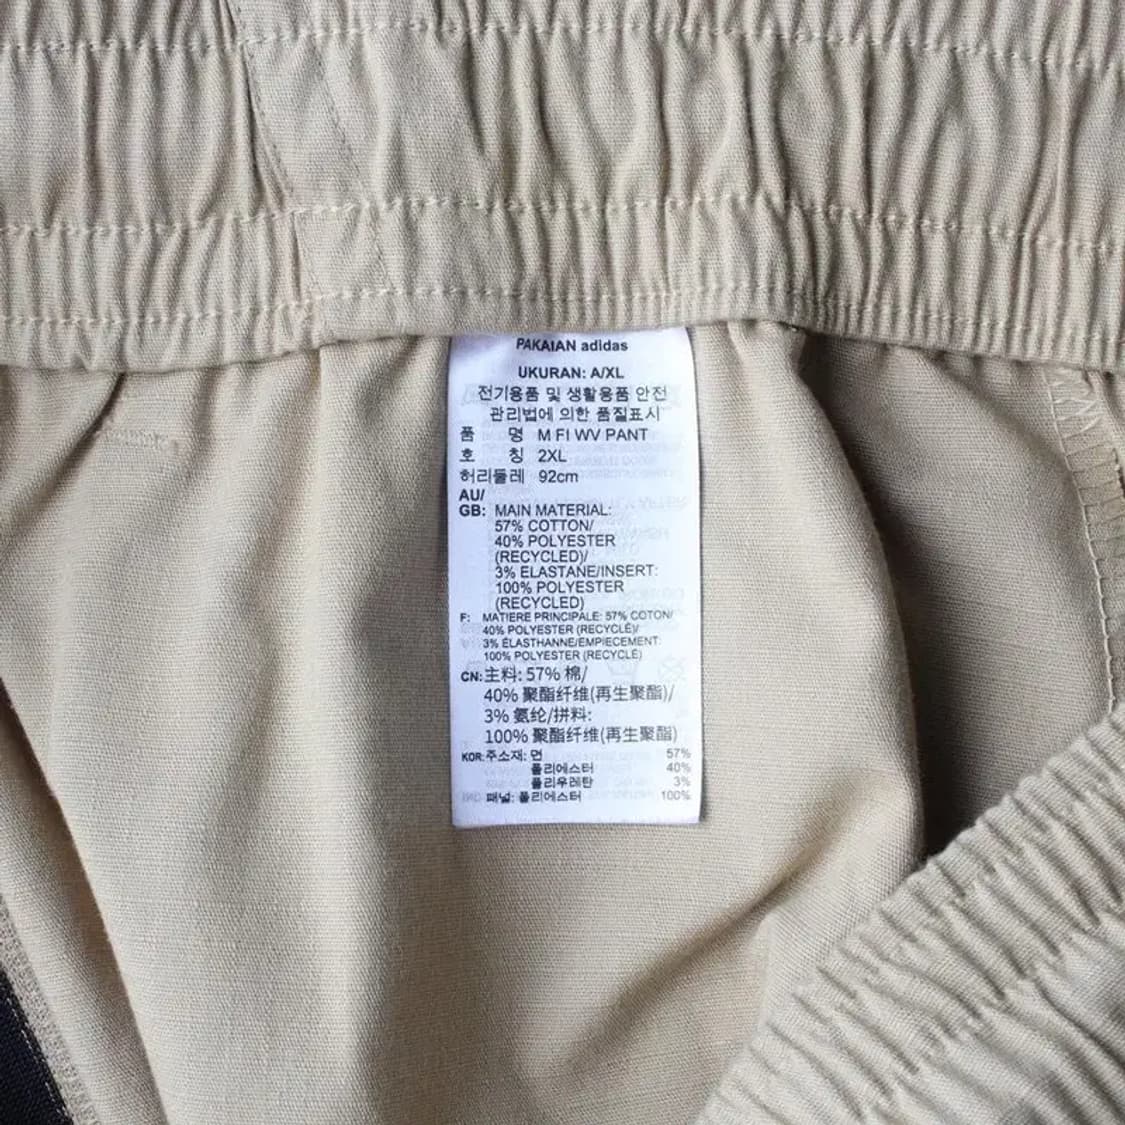 PAKAIAN adidas
UKURAN: A/XL
전기용품 및 생활용품 안전
관리법에 의한 품질표시
품 명 M FI WV PANT
호 칭 2XL
허리둘레 92cm
AU/
GB: MAIN MATERIAL:
57% COTTON/
40% POLYESTER
(RECYCLED)/
3% ELASTANE/INSERT:
100% POLYESTER
(RECYCLED)
F: MATIERE PRINCIPALE: 57% COTON/
40% POLYESTER (RECYCLÉ)/
3% ÉLASTHANNE/EMPIECEMENT:
100% POLYESTER (RECYCLÉ)
CN: 主料: 57% 棉/
40% 聚酯纤维(再生聚酯)/
3% 氨纶/拼料:
100% 聚酯纤维(再生聚酯)
KOR: 주소재: 면 57%
폴리에스터 40%
폴리우레탄 3%
패널: 폴리에스터 100%